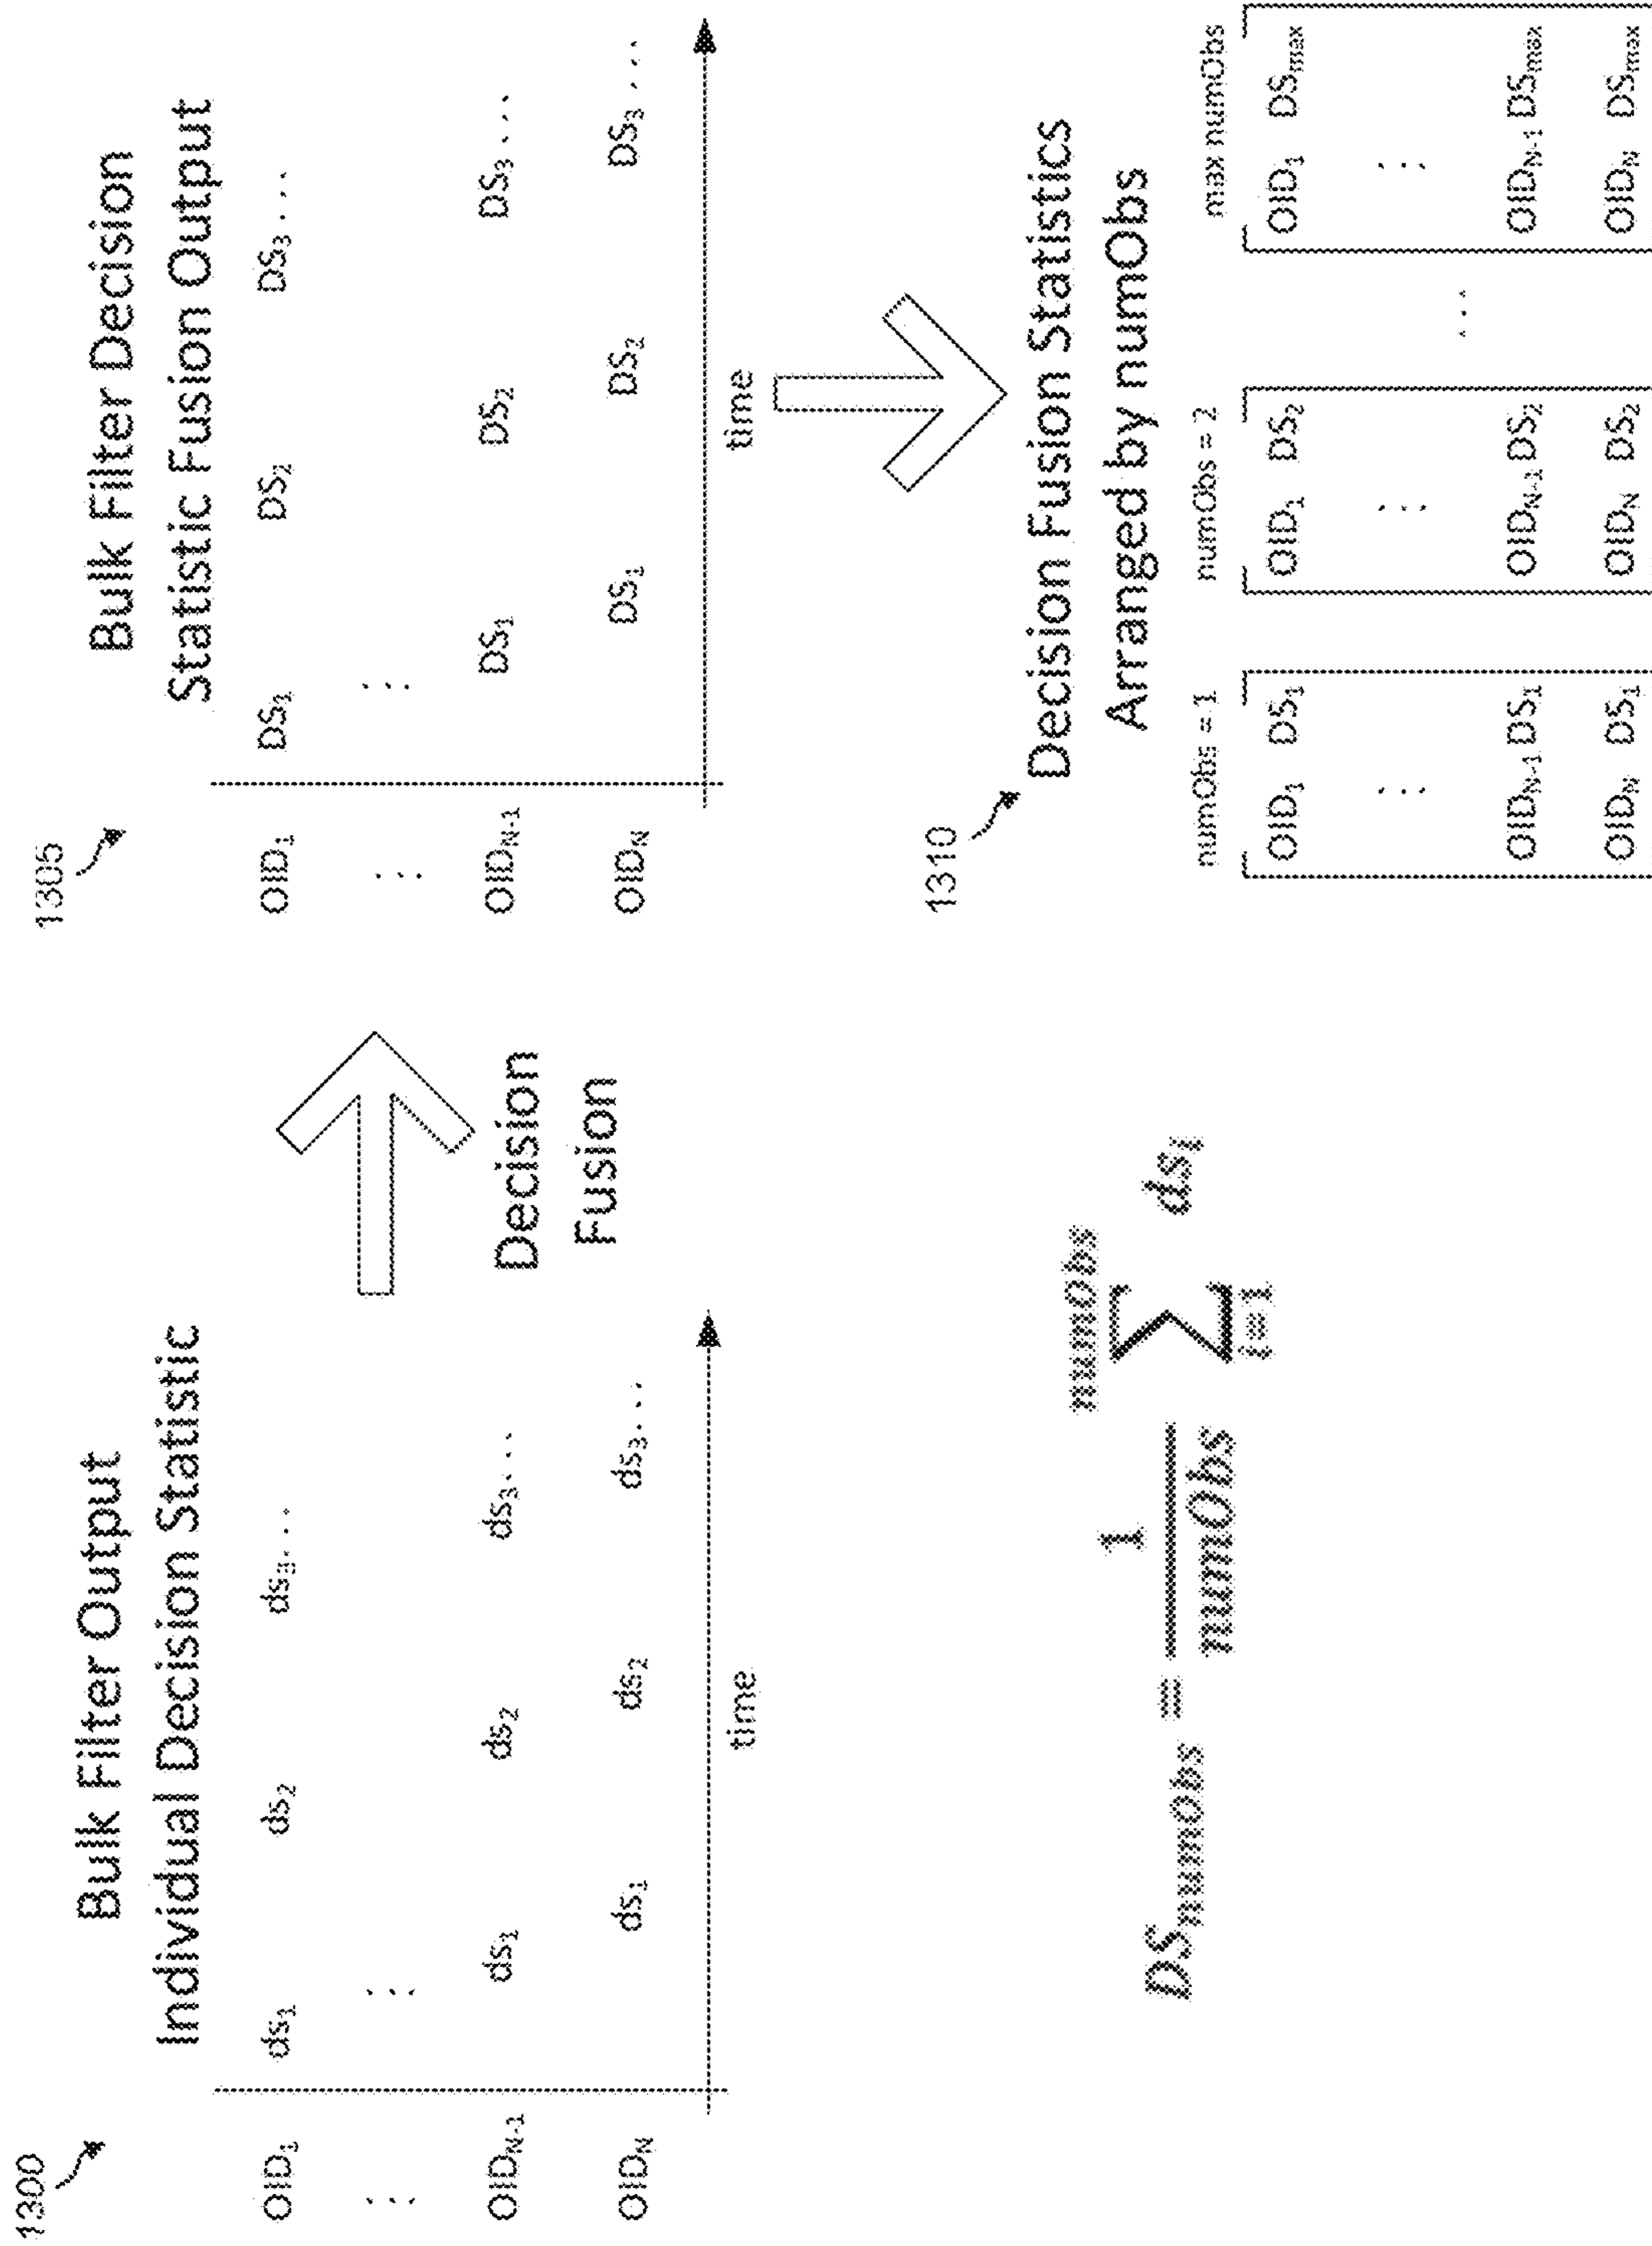 1300
Bulk Filter Output
Individual Decision Statistic
OID₁ ds₁ ds₂ ds₃...
⋮ ⋮
OIDN-1 ds₁ ds₂ ds₃...
OIDN ds₁ ds₂ ds₃...
time
Decision
Fusion
1305
Bulk Filter Decision
Statistic Fusion Output
OID₁ DS₁ DS₂ DS₃...
⋮ ⋮
OIDN-1 DS₁ DS₂ DS₃...
OIDN DS₁ DS₂ DS₃...
time
DSnumobs = 1/numObs numobs ∑ i=1 dsi
1310
Decision Fusion Statistics
Arranged by numObs
numObs = 1 numObs = 2 max numObs
OID₁ DS₁ OID₁ DS₂ OID₁ DSmax
⋮ ⋮ ... ⋮
OIDN-1 DS₁ OIDN-1 DS₂ OIDN-1 DSmax
OIDN DS₁ OIDN DS₂ OIDN DSmax